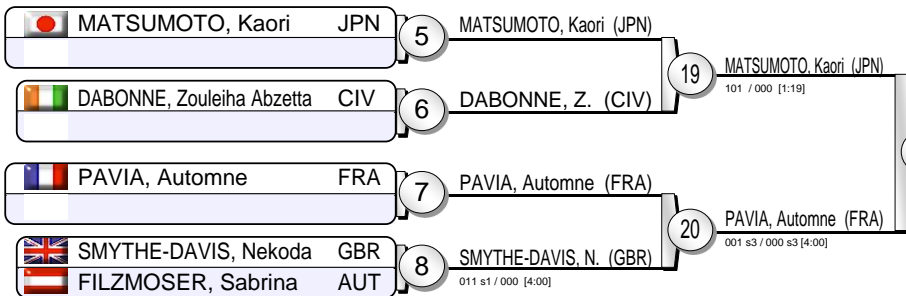 MATSUMOTO, Kaori JPN
5
MATSUMOTO, Kaori (JPN)
DABONNE, Zouleiha Abzetta CIV
6
DABONNE, Z. (CIV)
19
MATSUMOTO, Kaori (JPN)
101 / 000 [1:19]
PAVIA, Automne FRA
7
PAVIA, Automne (FRA)
SMYTHE-DAVIS, Nekoda GBR
FILZMOSER, Sabrina AUT
8
SMYTHE-DAVIS, N. (GBR)
011 s1 / 000 [4:00]
20
PAVIA, Automne (FRA)
001 s3 / 000 s3 [4:00]